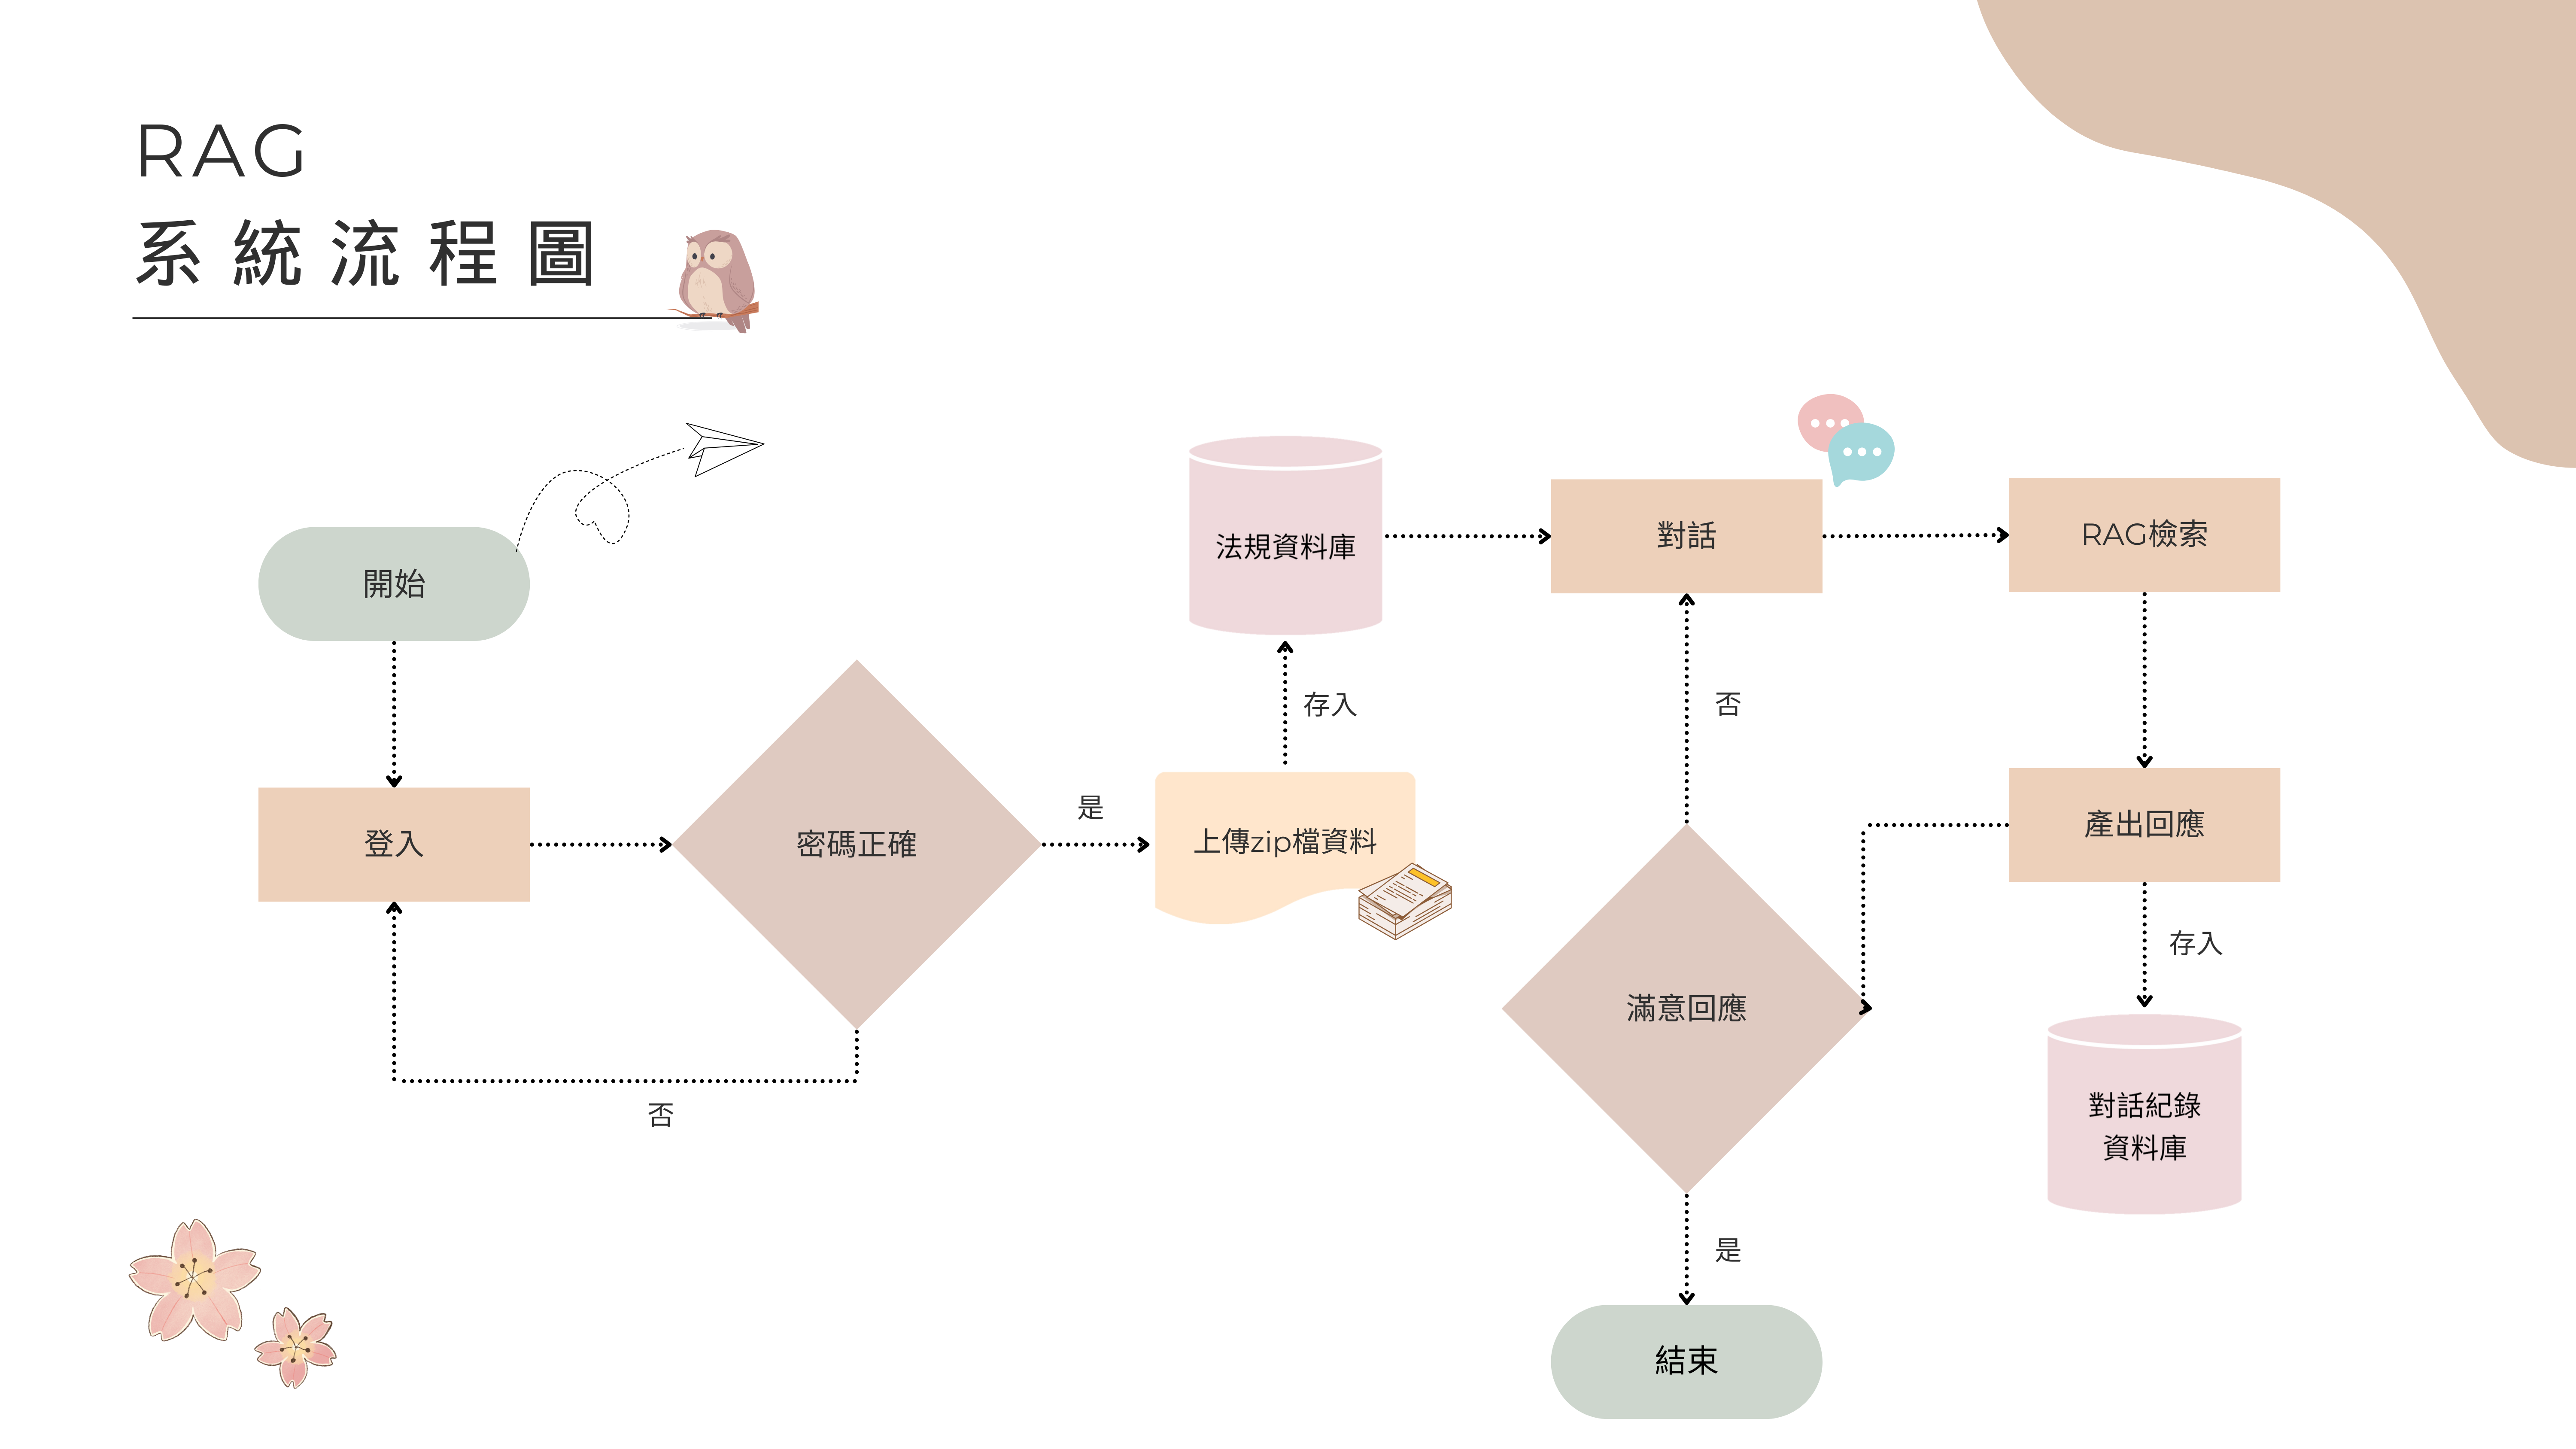 RAG
系統流程圖
開始
登入
密碼正確
否
是
上傳zip檔資料
存入
法規資料庫
對話
RAG檢索
產出回應
存入
對話紀錄
資料庫
滿意回應
否
是
結束